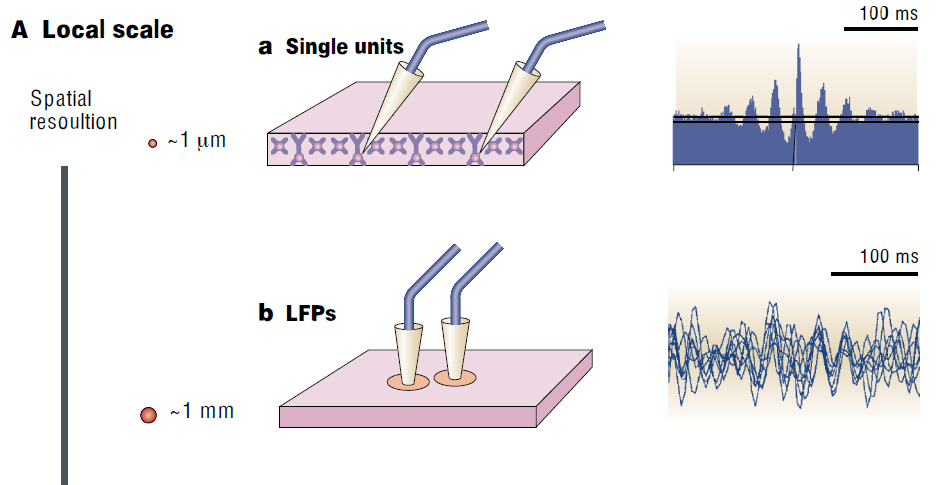 A Local scale
100 ms
a Single units
Spatial
resoultion
~1 µm
100 ms
b LFPs
~1 mm